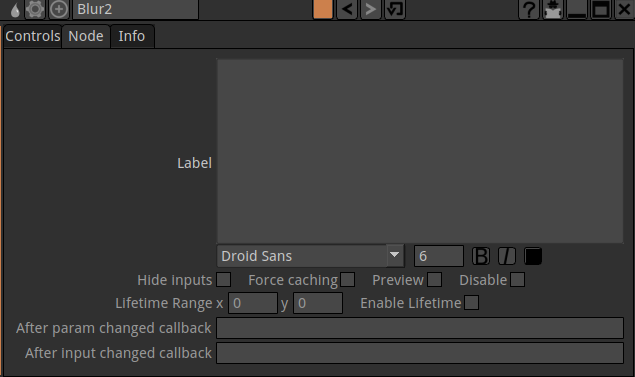 Blur2
Controls Node Info
Label
Droid Sans 6 B I
Hide inputs Force caching Preview Disable
Lifetime Range x 0 y 0 Enable Lifetime
After param changed callback
After input changed callback